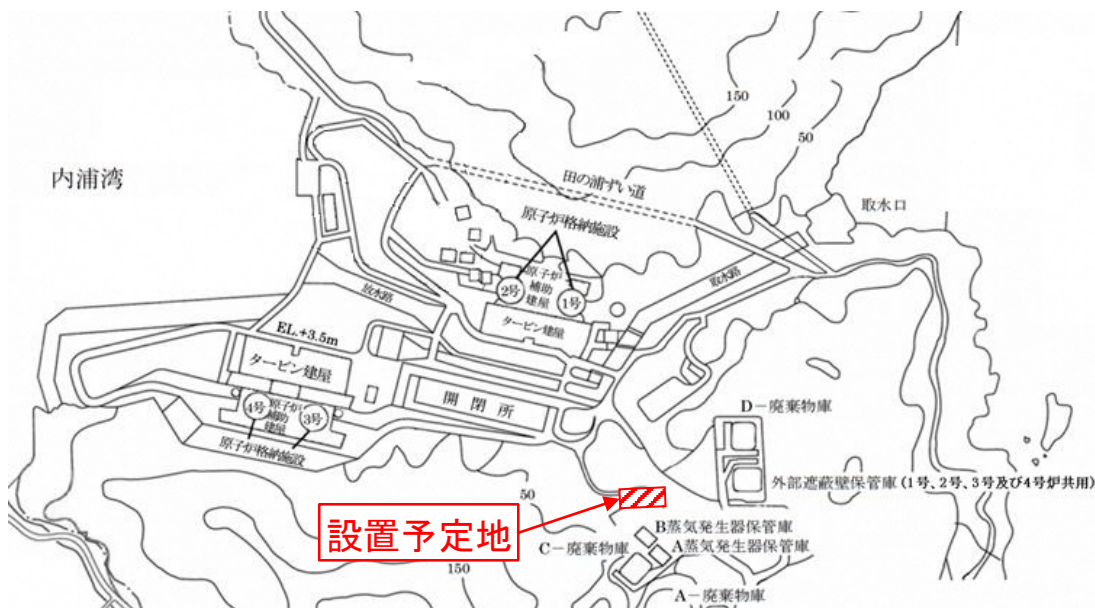 150
100
50
内浦湾
田の浦ずい道
取水口
原子炉格納施設
原子炉
補助
建屋
2号
1号
取水路
放水路
タービン建屋
EL.+3.5m
タービン建屋
開閉所
4号
原子炉
補助
建屋
3号
原子炉格納施設
D－廃棄物庫
外部遮蔽壁保管庫(1号、2号、3号及び4号炉共用)
50
設置予定地
B蒸気発生器保管庫
C－廃棄物庫
A蒸気発生器保管庫
150
A－廃棄物庫